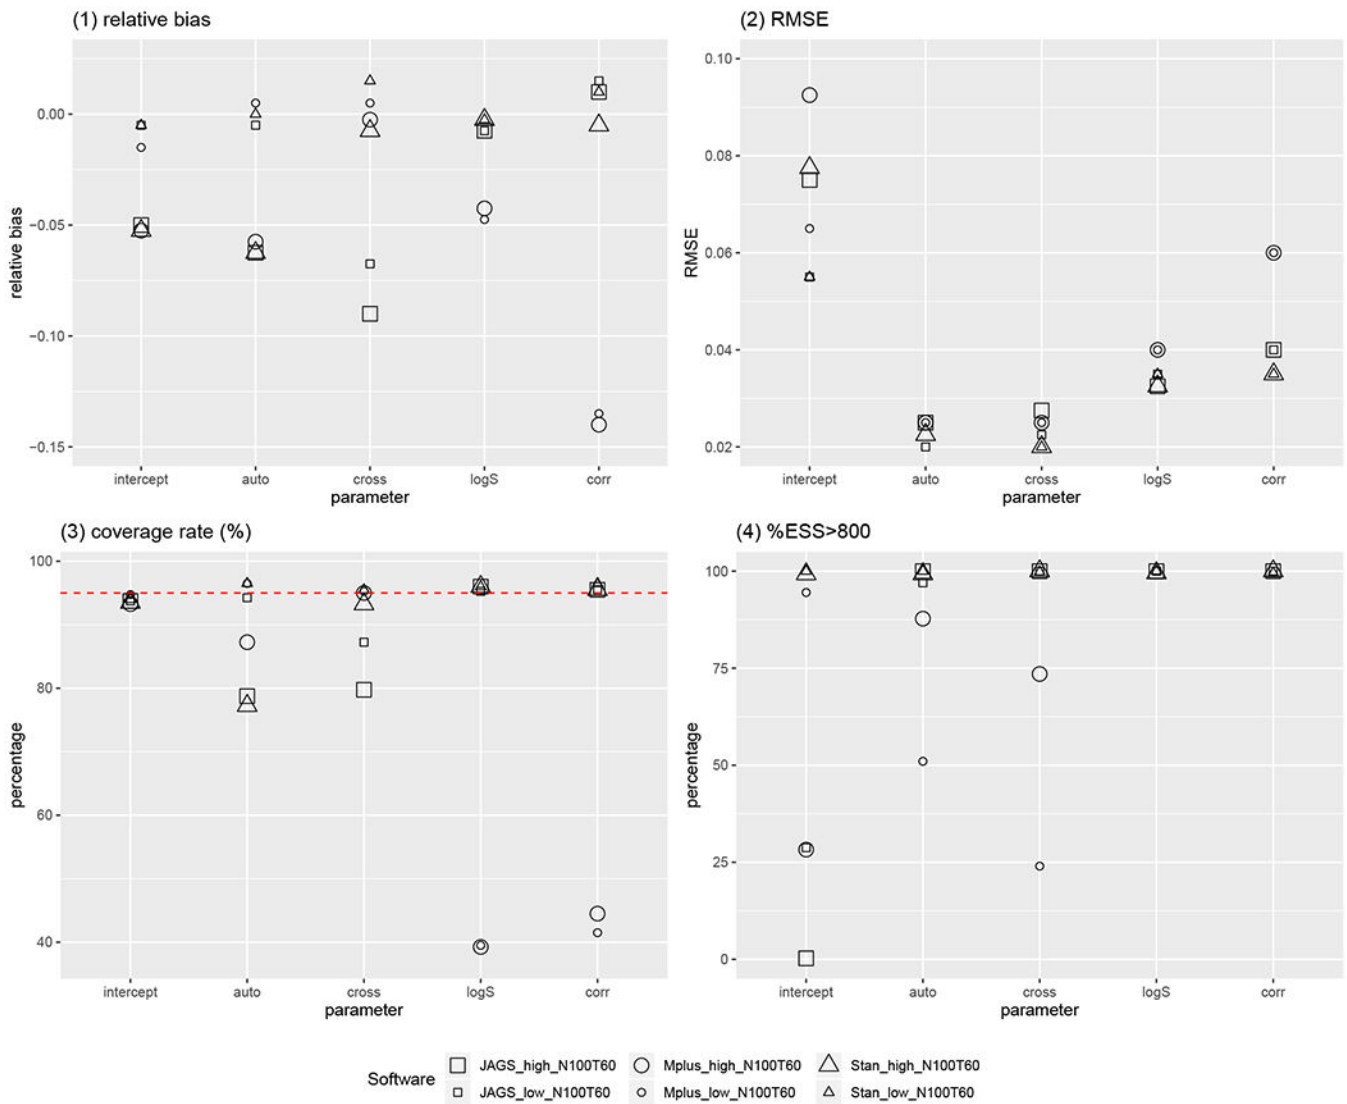 (1) relative bias
(2) RMSE
0.00
−0.05
−0.10
−0.15
relative bias
intercept auto cross logS corr
parameter
0.10
0.08
0.06
0.04
0.02
RMSE
intercept auto cross logS corr
parameter
(3) coverage rate (%)
(4) %ESS>800
100
80
60
40
percentage
intercept auto cross logS corr
parameter
100
75
50
25
0
percentage
intercept auto cross logS corr
parameter
Software
JAGS_high_N100T60 Mplus_high_N100T60 Stan_high_N100T60
JAGS_low_N100T60 Mplus_low_N100T60 Stan_low_N100T60